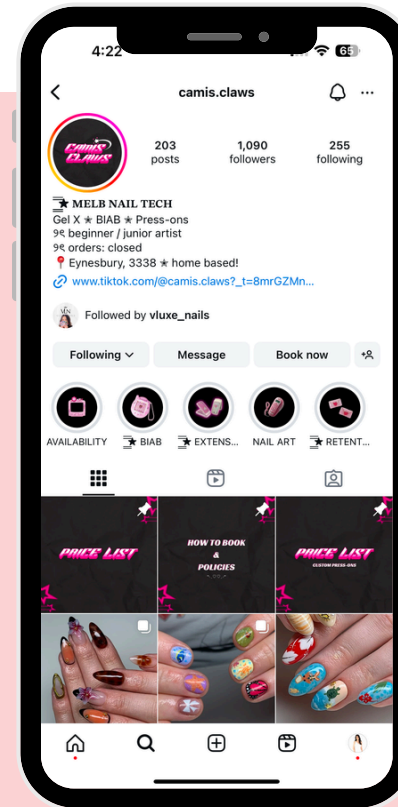 4:22
65
camis.claws
CAMIS CLAWS
203 posts
1,090 followers
255 following
MELB NAIL TECH
Gel X ★ BIAB ★ Press-ons
୨୧ beginner / junior artist
୨୧ orders: closed
📍 Eynesbury, 3338 ★ home based!
www.tiktok.com/@camis.claws?_t=8mrGZMn...
Followed by vluxe_nails
Following
Message
Book now
AVAILABILITY
BIAB
EXTENS...
NAIL ART
RETENT...
PRICE LIST
HOW TO BOOK
&
POLICIES
PRICE LIST
CUSTOM PRESS-ONS